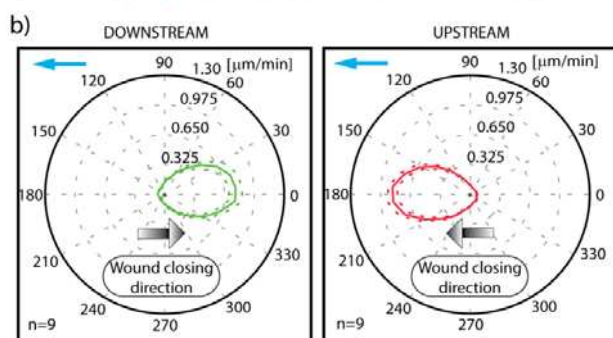 b)
DOWNSTREAM
90
1.30 [μm/min]
120
60
0.975
150
0.650
30
0.325
180
0
Wound closing
direction
210
330
240
300
n=9
270
UPSTREAM
90
1.30 [μm/min]
120
60
0.975
150
0.650
30
0.325
180
0
Wound closing
direction
210
330
240
300
n=9
270